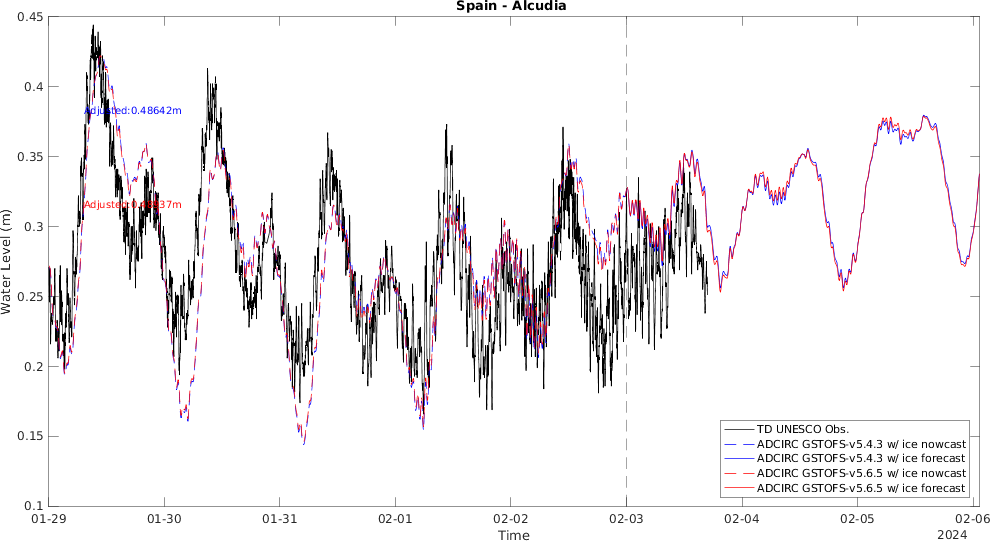 Spain - Alcudia
0.45
0.4
0.35
0.3
0.25
0.2
0.15
0.1
Water Level (m)
Adjusted:0.48642m
01-29
01-30
01-31
02-01
02-02
02-03
02-04
02-05
02-06
Time
2024
TD UNESCO Obs.
ADCIRC GSTOFS-v5.4.3 w/ ice nowcast
ADCIRC GSTOFS-v5.4.3 w/ ice forecast
ADCIRC GSTOFS-v5.6.5 w/ ice nowcast
ADCIRC GSTOFS-v5.6.5 w/ ice forecast